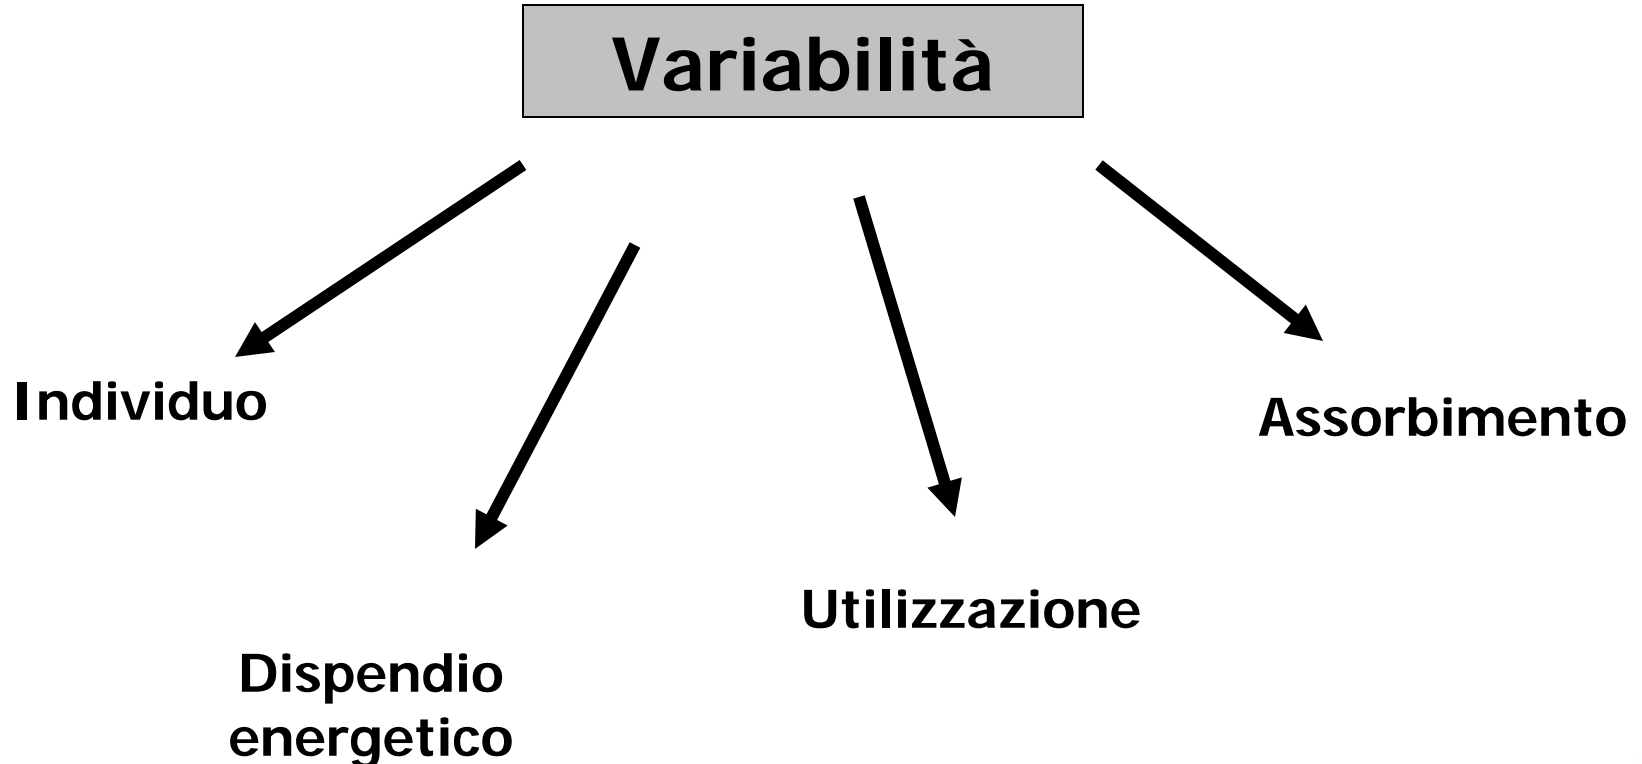 Variabilità
Individuo
Assorbimento
Utilizzazione
Dispendio
energetico